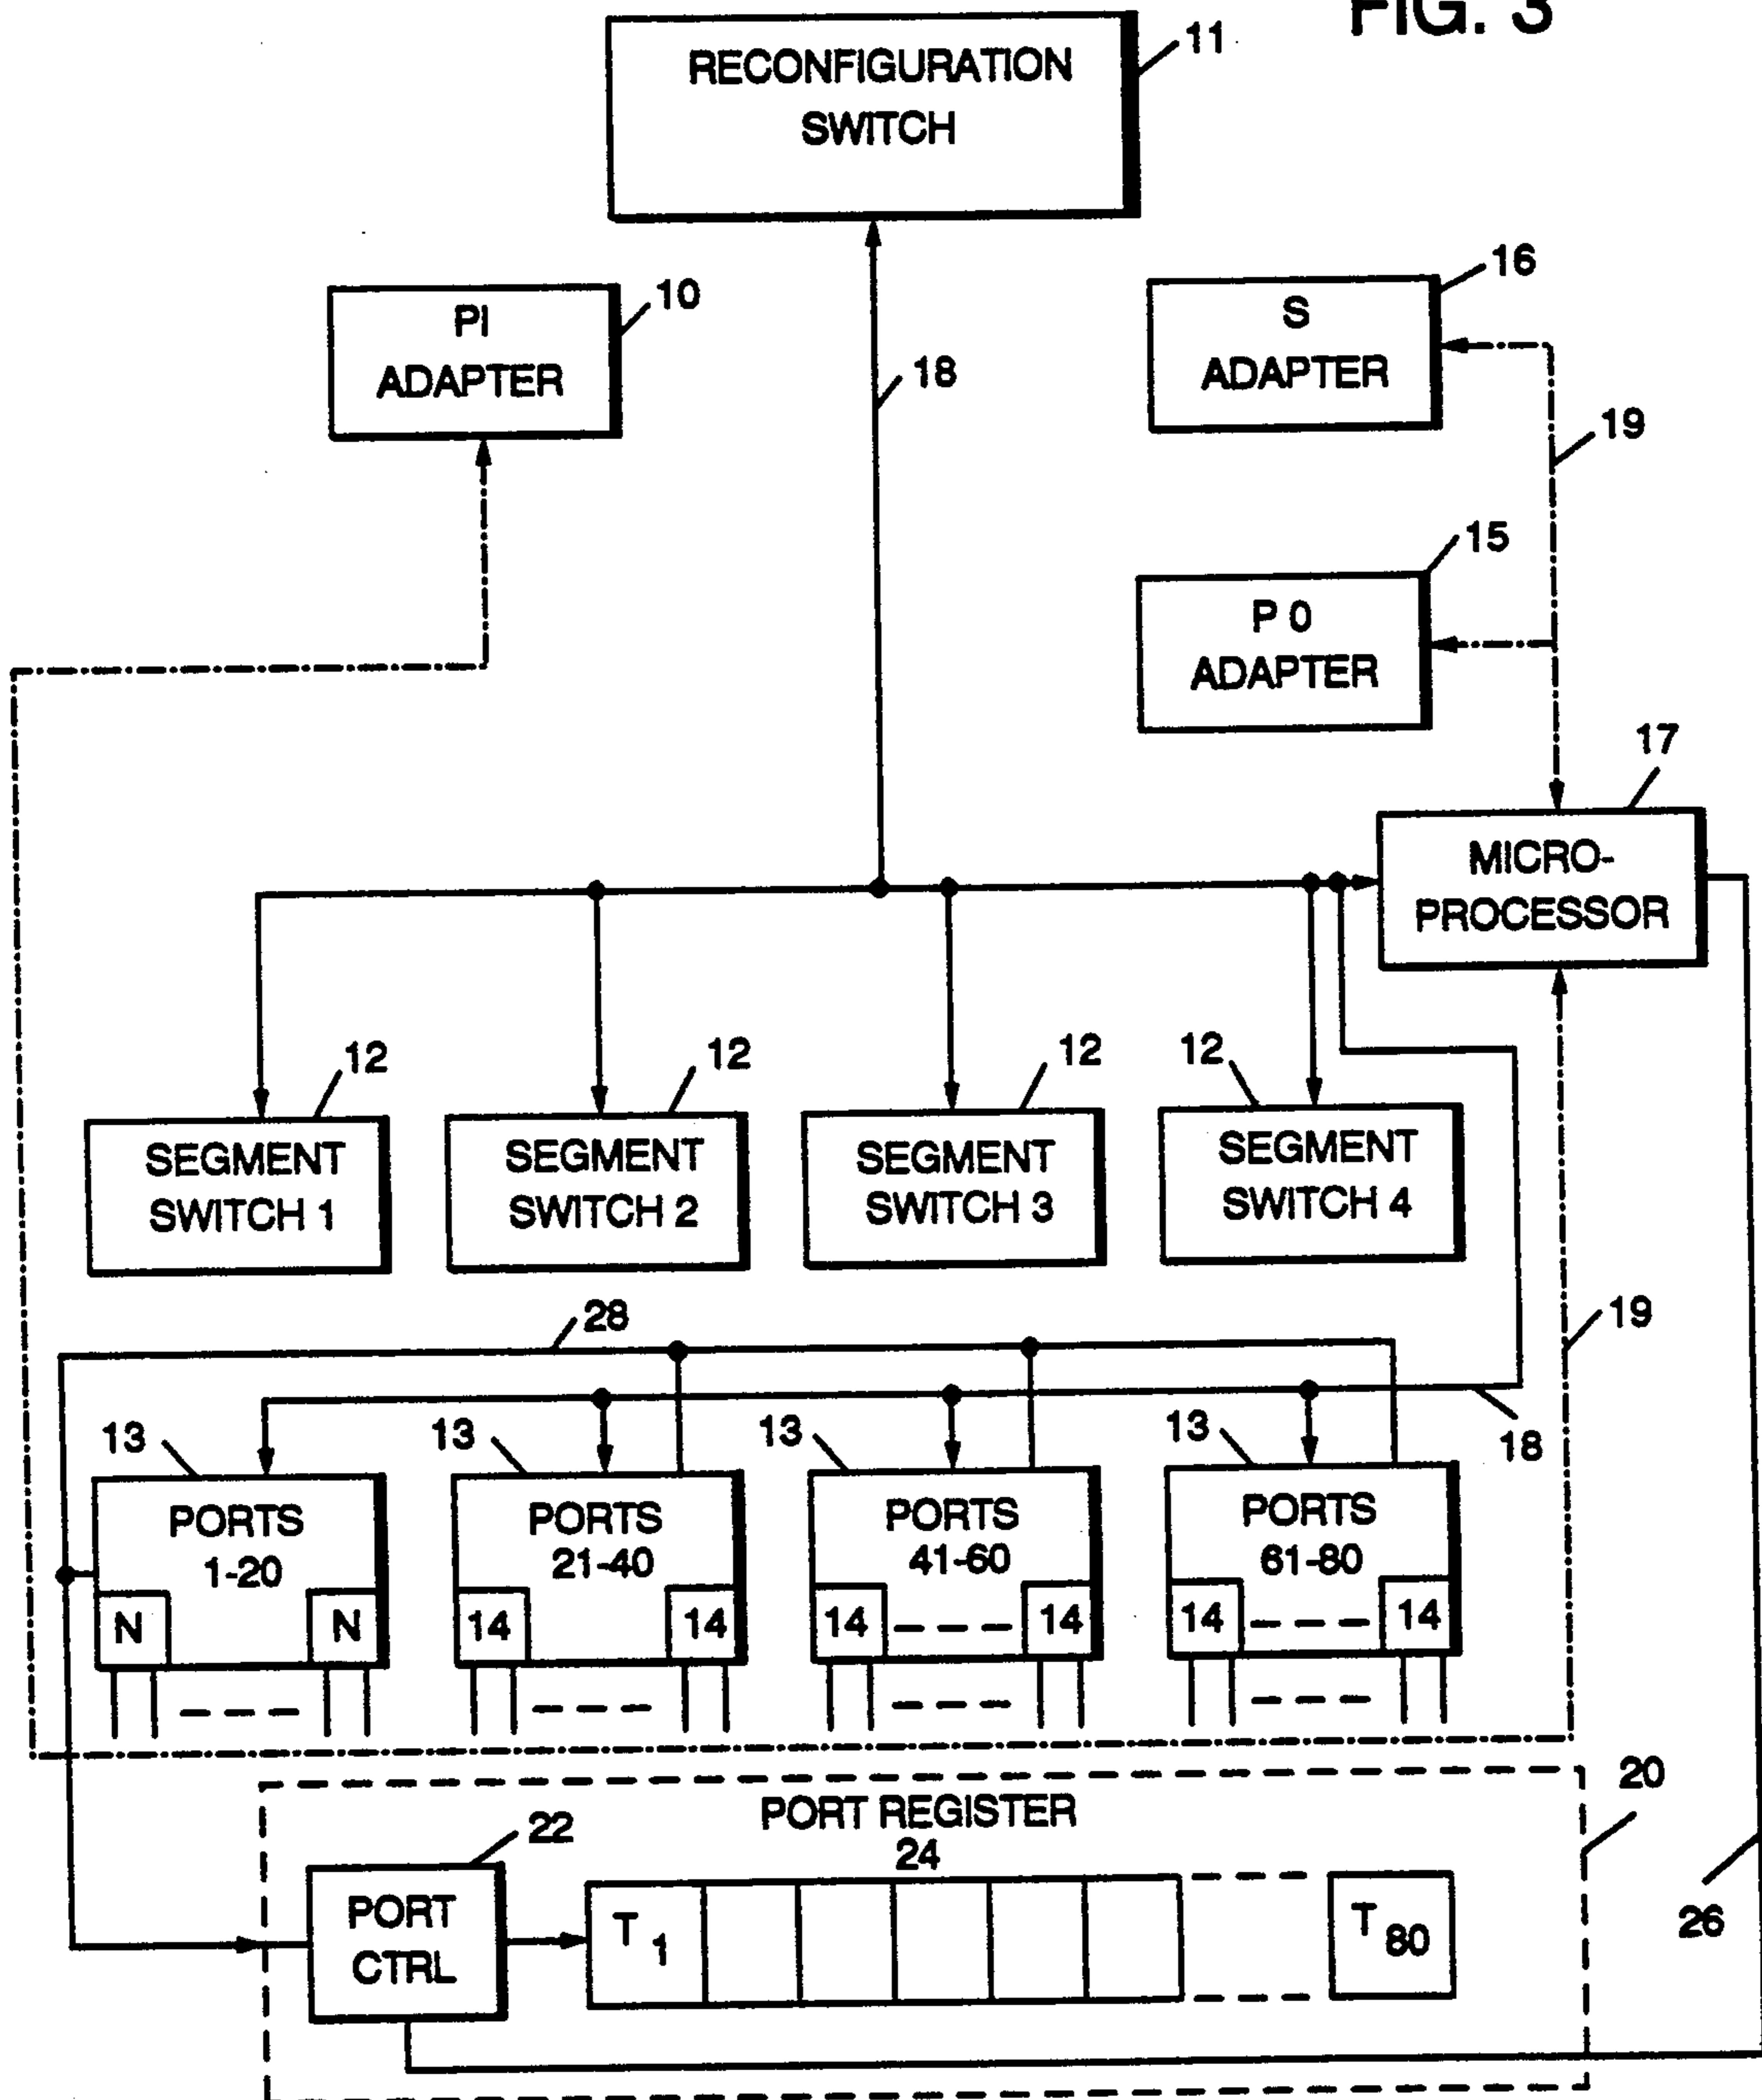 FIG. 3
RECONFIGURATION
SWITCH
11
PI
ADAPTER
10
S
ADAPTER
16
18
19
P 0
ADAPTER
15
17
MICRO-
PROCESSOR
12
12
12
12
SEGMENT
SWITCH 1
SEGMENT
SWITCH 2
SEGMENT
SWITCH 3
SEGMENT
SWITCH 4
28
19
18
13
13
13
13
PORTS
1-20
PORTS
21-40
PORTS
41-60
PORTS
61-80
N
N
14
14
14
14
14
14
20
PORT REGISTER
24
22
PORT
CTRL
T 1
T 80
26